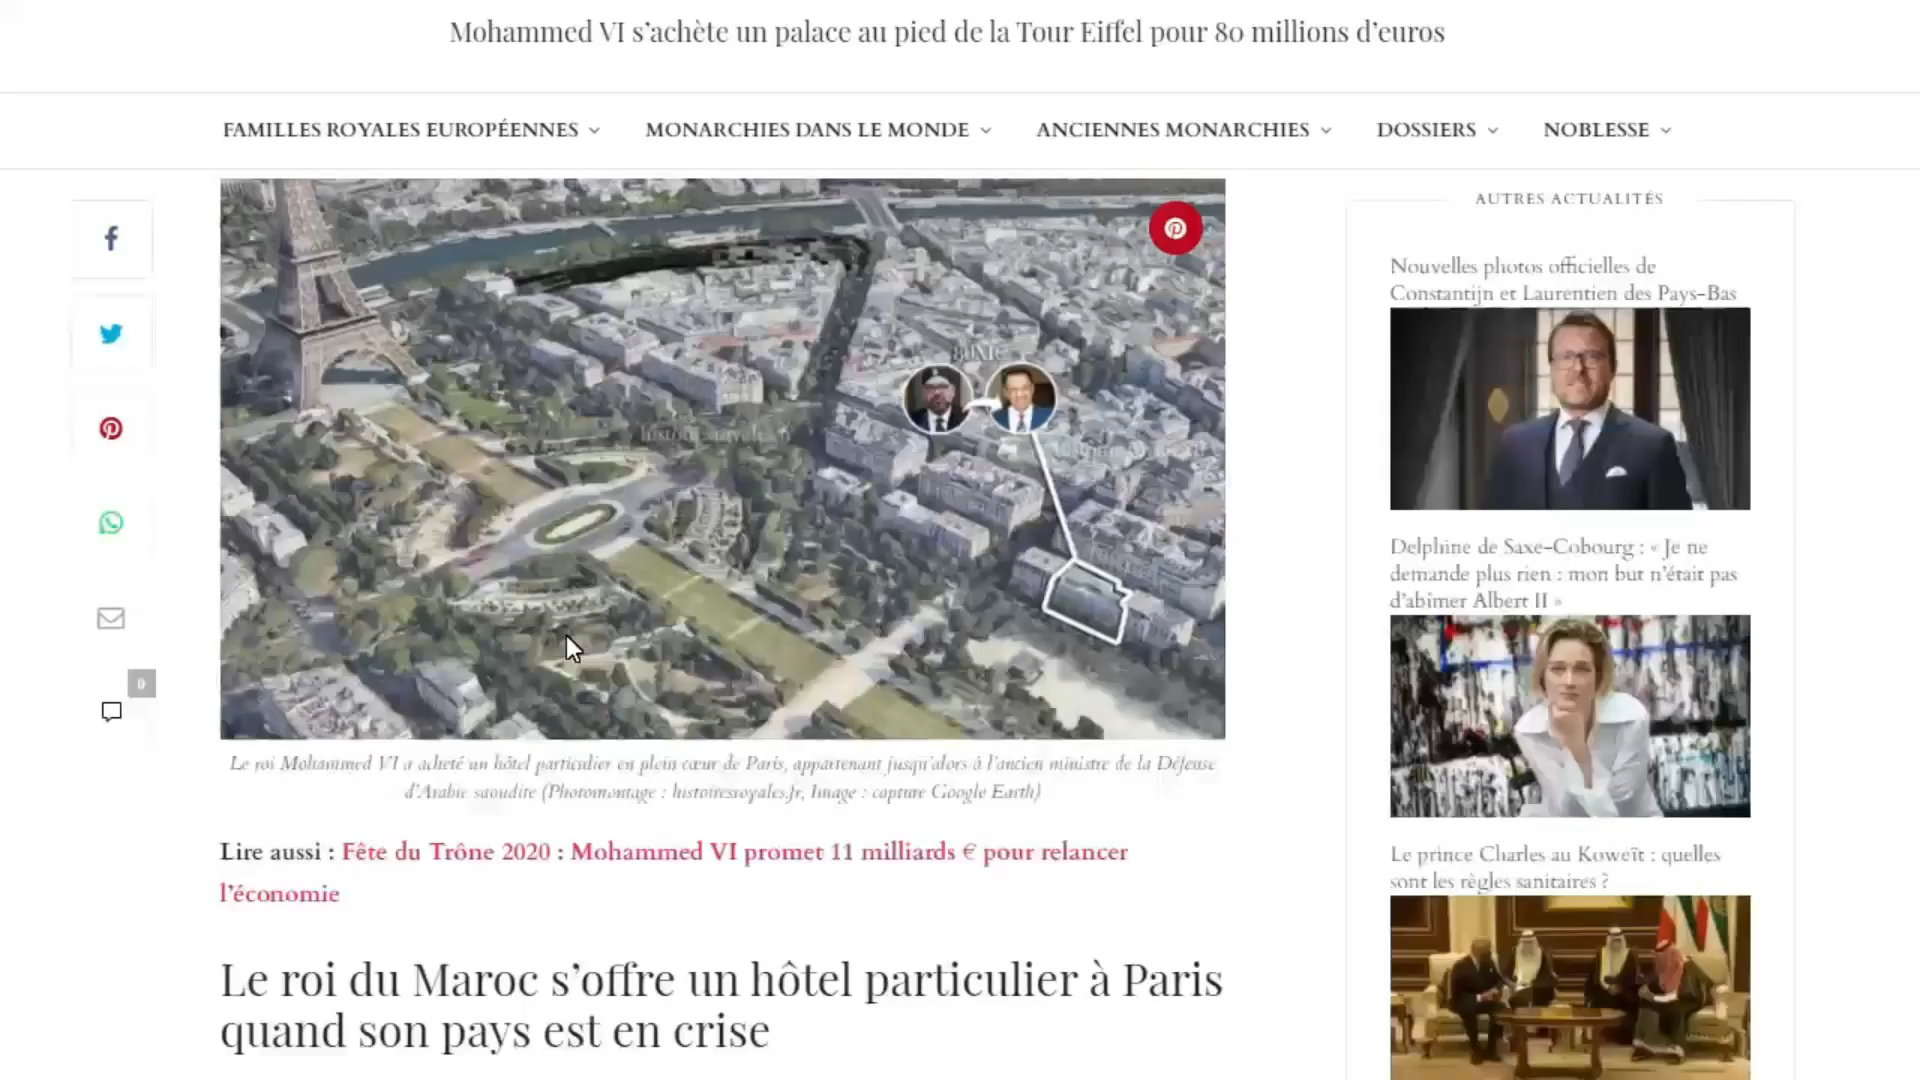 Mohammed VI s’achète un palace au pied de la Tour Eiffel pour 80 millions d’euros
FAMILLES ROYALES EUROPÉENNES
MONARCHIES DANS LE MONDE
ANCIENNES MONARCHIES
DOSSIERS
NOBLESSE
0
Le roi Mohammed VI a acheté un hôtel particulier en plein cœur de Paris, appartenant jusqu’alors à l’ancien ministre de la Défense
d’Arabie saoudite (Photomontage : histoiresroyales.fr, Image : capture Google Earth)
Lire aussi : Fête du Trône 2020 : Mohammed VI promet 11 milliards € pour relancer
l’économie
Le roi du Maroc s’offre un hôtel particulier à Paris
quand son pays est en crise
AUTRES ACTUALITÉS
Nouvelles photos officielles de
Constantijn et Laurentien des Pays-Bas
Delphine de Saxe-Cobourg : « Je ne
demande plus rien : mon but n’était pas
d’abîmer Albert II »
Le prince Charles au Koweït : quelles
sont les règles sanitaires ?